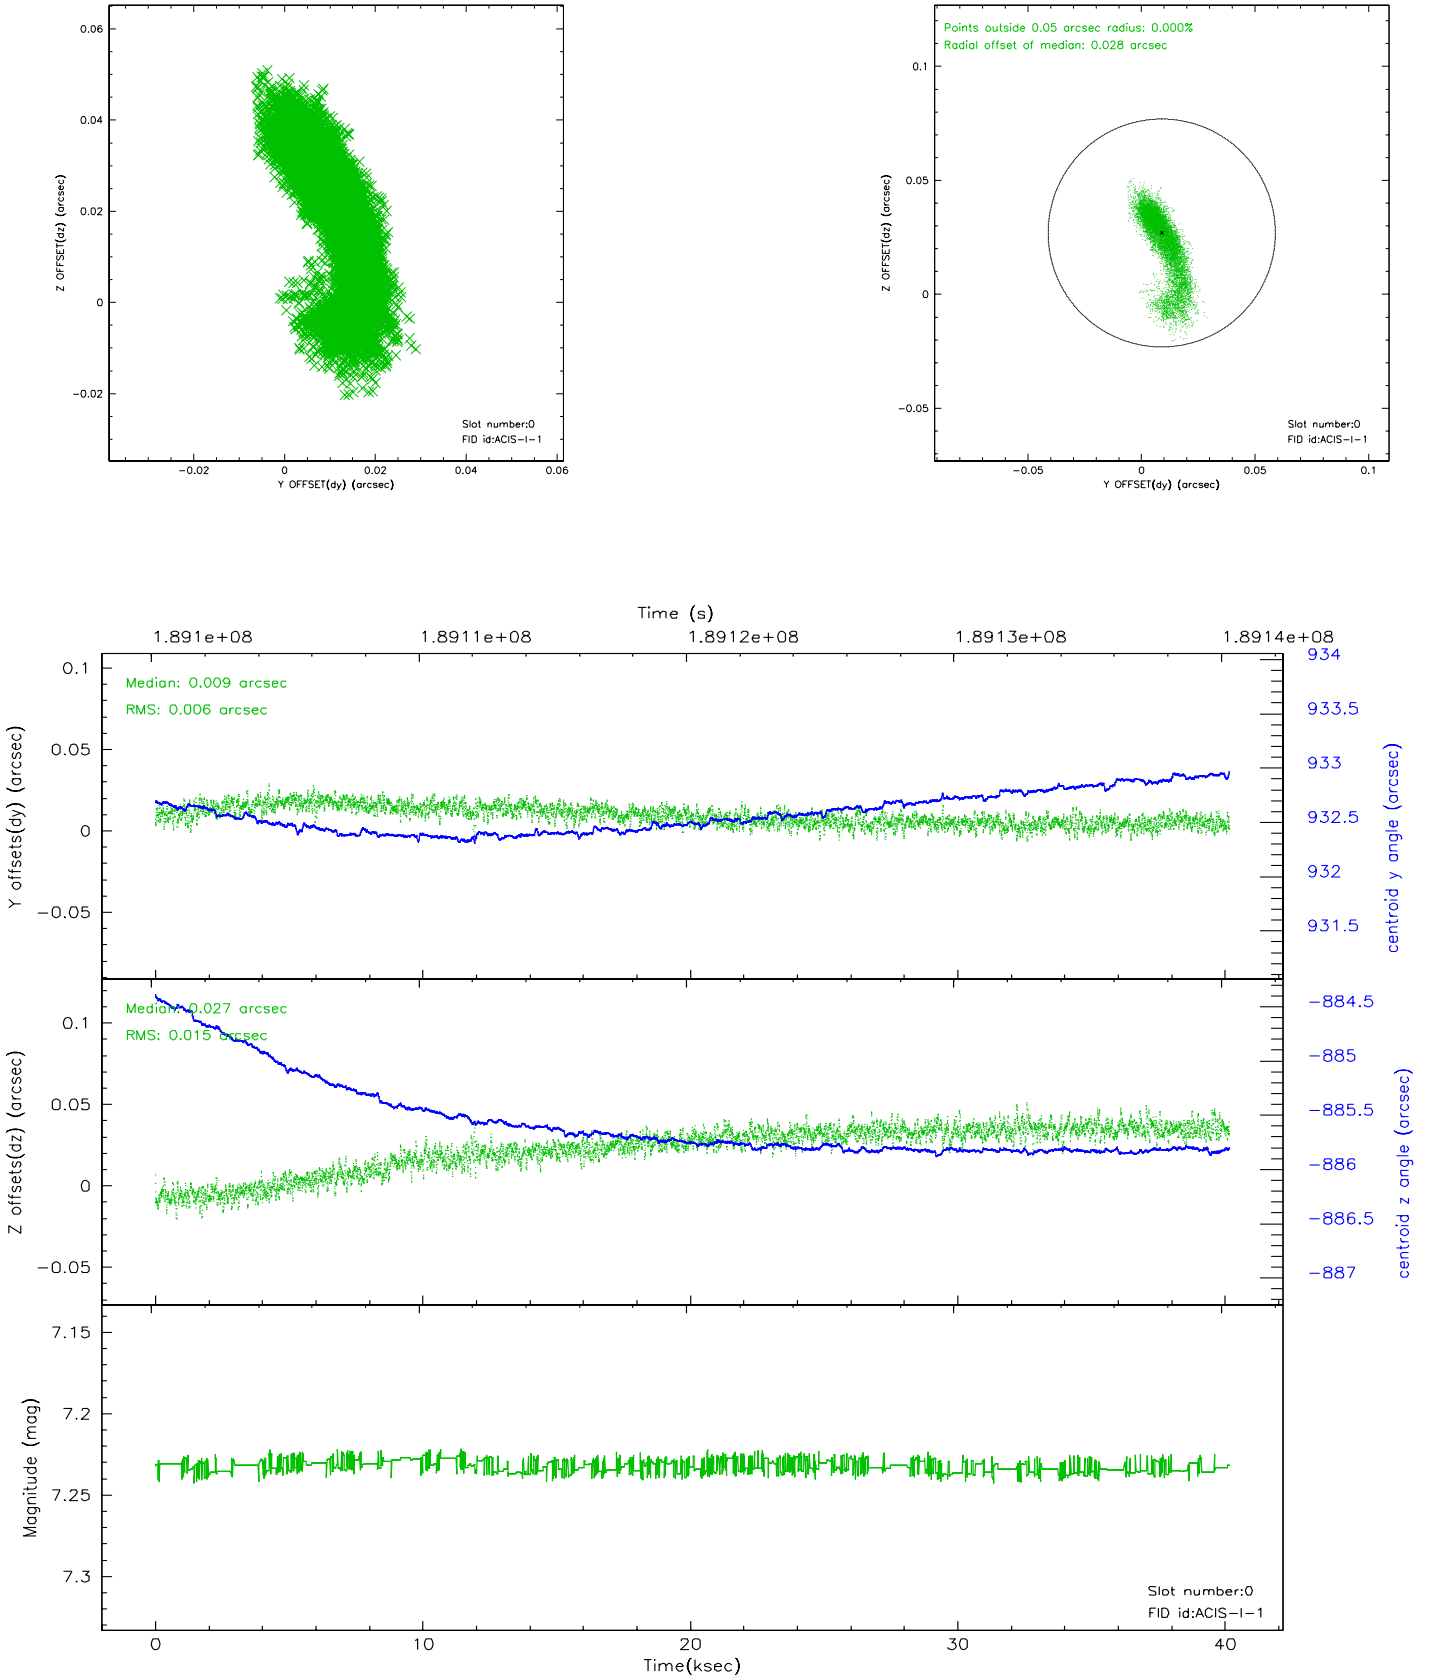 0.06
0.04
0.02
0
-0.02
-0.02
0
0.02
0.04
0.06
Z OFFSET(dz) (arcsec)
Y OFFSET(dy) (arcsec)
Slot number:0
FID id:ACIS-I-1
Points outside 0.05 arcsec radius: 0.000%
Radial offset of median: 0.028 arcsec
0.1
0.05
0
-0.05
-0.05
0
0.05
0.1
Z OFFSET(dz) (arcsec)
Y OFFSET(dy) (arcsec)
Slot number:0
FID id:ACIS-I-1
Time (s)
1.891e+08
1.8911e+08
1.8912e+08
1.8913e+08
1.8914e+08
Median: 0.009 arcsec
RMS: 0.006 arcsec
0.1
0.05
0
-0.05
Y offsets(dy) (arcsec)
934
933.5
933
932.5
932
931.5
centroid y angle (arcsec)
Median: 0.027 arcsec
RMS: 0.015 arcsec
0.1
0.05
0
-0.05
Z offsets(dz) (arcsec)
-884.5
-885
-885.5
-886
-886.5
-887
centroid z angle (arcsec)
7.15
7.2
7.25
7.3
Magnitude (mag)
Slot number:0
FID id:ACIS-I-1
0
10
20
30
40
Time(ksec)